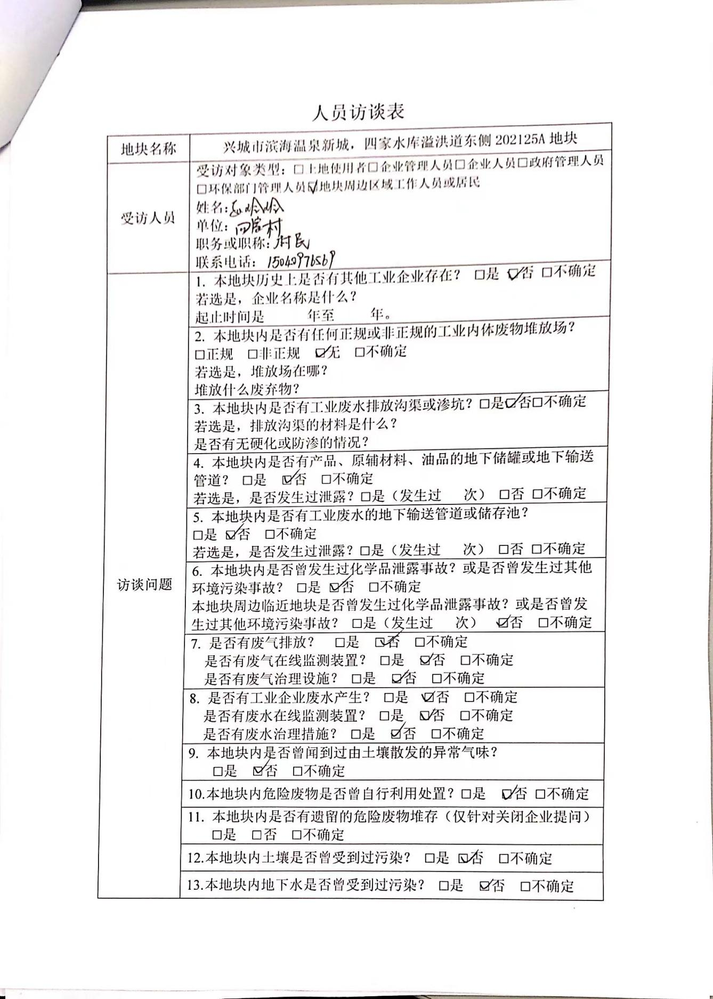 人员访谈表
地块名称 兴城市滨海温泉新城，四家水库溢洪道东侧 202125A 地块
受访人员
受访对象类型：□土地使用者□企业管理人员□企业人员□政府管理人员
□环保部门管理人员☑地块周边区域工作人员或居民
姓名：
单位：四家村
职务或职称：村民
联系电话：15040976569
访谈问题
1. 本地块历史上是否有其他工业企业存在？ □是 ☑否 □不确定
若选是，企业名称是什么？
起止时间是 年至 年。
2. 本地块内是否有任何正规或非正规的工业内体废物堆放场？
□正规 □非正规 ☑无 □不确定
若选是，堆放场在哪？
堆放什么废弃物？
3. 本地块内是否有工业废水排放沟渠或渗坑？□是☑否□不确定
若选是，排放沟渠的材料是什么？
是否有无硬化或防渗的情况？
4. 本地块内是否有产品、原辅材料、油品的地下储罐或地下输送
管道？ □是 ☑否 □不确定
若选是，是否发生过泄露？□是（发生过 次） □否 □不确定
5. 本地块内是否有工业废水的地下输送管道或储存池？
□是 ☑否 □不确定
若选是，是否发生过泄露？□是（发生过 次） □否 □不确定
6. 本地块内是否曾发生过化学品泄露事故？或是否曾发生过其他
环境污染事故？ □是 ☑否 □不确定
本地块周边临近地块是否曾发生过化学品泄露事故？或是否曾发
生过其他环境污染事故？ □是（发生过 次） ☑否 □不确定
7. 是否有废气排放？ □是 ☑否 □不确定
是否有废气在线监测装置？ □是 ☑否 □不确定
是否有废气治理设施？ □是 ☑否 □不确定
8. 是否有工业企业废水产生？ □是 ☑否 □不确定
是否有废水在线监测装置？ □是 ☑否 □不确定
是否有废水治理措施？ □是 ☑否 □不确定
9. 本地块内是否曾闻到过由土壤散发的异常气味？
□是 ☑否 □不确定
10.本地块内危险废物是否曾自行利用处置？□是 ☑否 □不确定
11. 本地块内是否有遗留的危险废物堆存（仅针对关闭企业提问）
□是 □否 □不确定
12.本地块内土壤是否曾受到过污染？ □是 ☑否 □不确定
13.本地块内地下水是否曾受到过污染？ □是 ☑否 □不确定